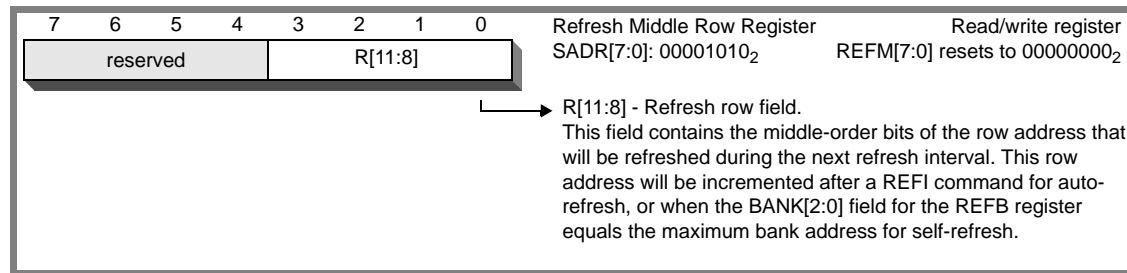 7 6 5 4 3 2 1 0
reserved R[11:8]
Refresh Middle Row Register Read/write register
SADR[7:0]: 00001010₂ REFM[7:0] resets to 00000000₂
R[11:8] - Refresh row field.
This field contains the middle-order bits of the row address that
will be refreshed during the next refresh interval. This row
address will be incremented after a REFI command for auto-
refresh, or when the BANK[2:0] field for the REFB register
equals the maximum bank address for self-refresh.